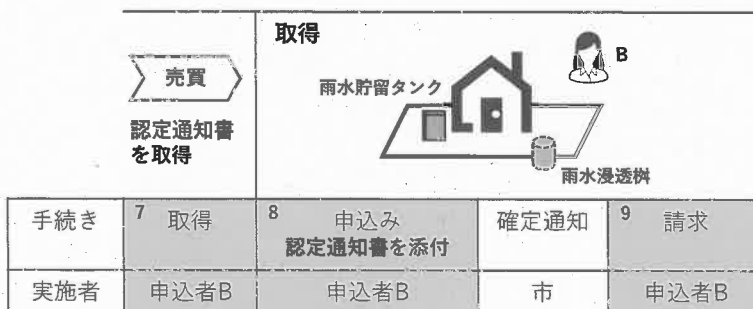 取得
売買
B
雨水貯留タンク
認定通知書
を取得
雨水浸透桝
手続き 7 取得 8 申込み 確定通知 9 請求
認定通知書を添付
実施者 申込者B 申込者B 市 申込者B